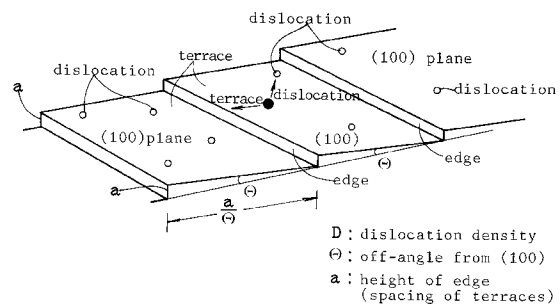 dislocation
dislocation
terrace
(100) plane
dislocation
terrace
dislocation
a
(100)plane
(100)
edge
Θ
edge
Θ
a
a
Θ
D : dislocation density
Θ : off-angle from (100)
a : height of edge
(spacing of terraces)